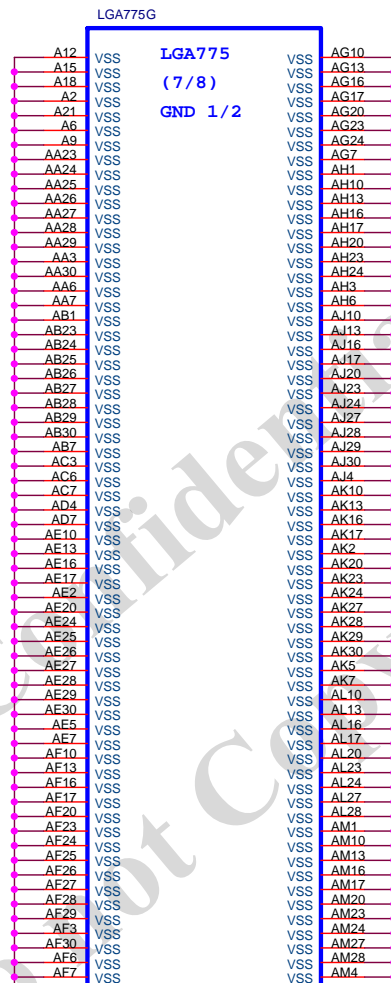 LGA775G
LGA775
(7/8)
GND 1/2
A12 VSS VSS AG10
A15 VSS VSS AG13
A18 VSS VSS AG16
A2 VSS VSS AG17
A21 VSS VSS AG20
A6 VSS VSS AG23
A9 VSS VSS AG24
AA23 VSS VSS AG7
AA24 VSS VSS AH1
AA25 VSS VSS AH10
AA26 VSS VSS AH13
AA27 VSS VSS AH16
AA28 VSS VSS AH17
AA29 VSS VSS AH20
AA3 VSS VSS AH23
AA30 VSS VSS AH24
AA6 VSS VSS AH3
AA7 VSS VSS AH6
AB1 VSS VSS AJ10
AB23 VSS VSS AJ13
AB24 VSS VSS AJ16
AB25 VSS VSS AJ17
AB26 VSS VSS AJ20
AB27 VSS VSS AJ23
AB28 VSS VSS AJ24
AB29 VSS VSS AJ27
AB30 VSS VSS AJ28
AB7 VSS VSS AJ29
AC3 VSS VSS AJ30
AC6 VSS VSS AJ4
AC7 VSS VSS AK10
AD4 VSS VSS AK13
AD7 VSS VSS AK16
AE10 VSS VSS AK17
AE13 VSS VSS AK2
AE16 VSS VSS AK20
AE17 VSS VSS AK23
AE2 VSS VSS AK24
AE20 VSS VSS AK27
AE24 VSS VSS AK28
AE25 VSS VSS AK29
AE26 VSS VSS AK30
AE27 VSS VSS AK5
AE28 VSS VSS AK7
AE29 VSS VSS AL10
AE30 VSS VSS AL13
AE5 VSS VSS AL16
AE7 VSS VSS AL17
AF10 VSS VSS AL20
AF13 VSS VSS AL23
AF16 VSS VSS AL24
AF17 VSS VSS AL27
AF20 VSS VSS AL28
AF23 VSS VSS AM1
AF24 VSS VSS AM10
AF25 VSS VSS AM13
AF26 VSS VSS AM16
AF27 VSS VSS AM17
AF28 VSS VSS AM20
AF29 VSS VSS AM23
AF3 VSS VSS AM24
AF30 VSS VSS AM27
AF6 VSS VSS AM28
AF7 VSS VSS AM4
Confidentia
not Copy